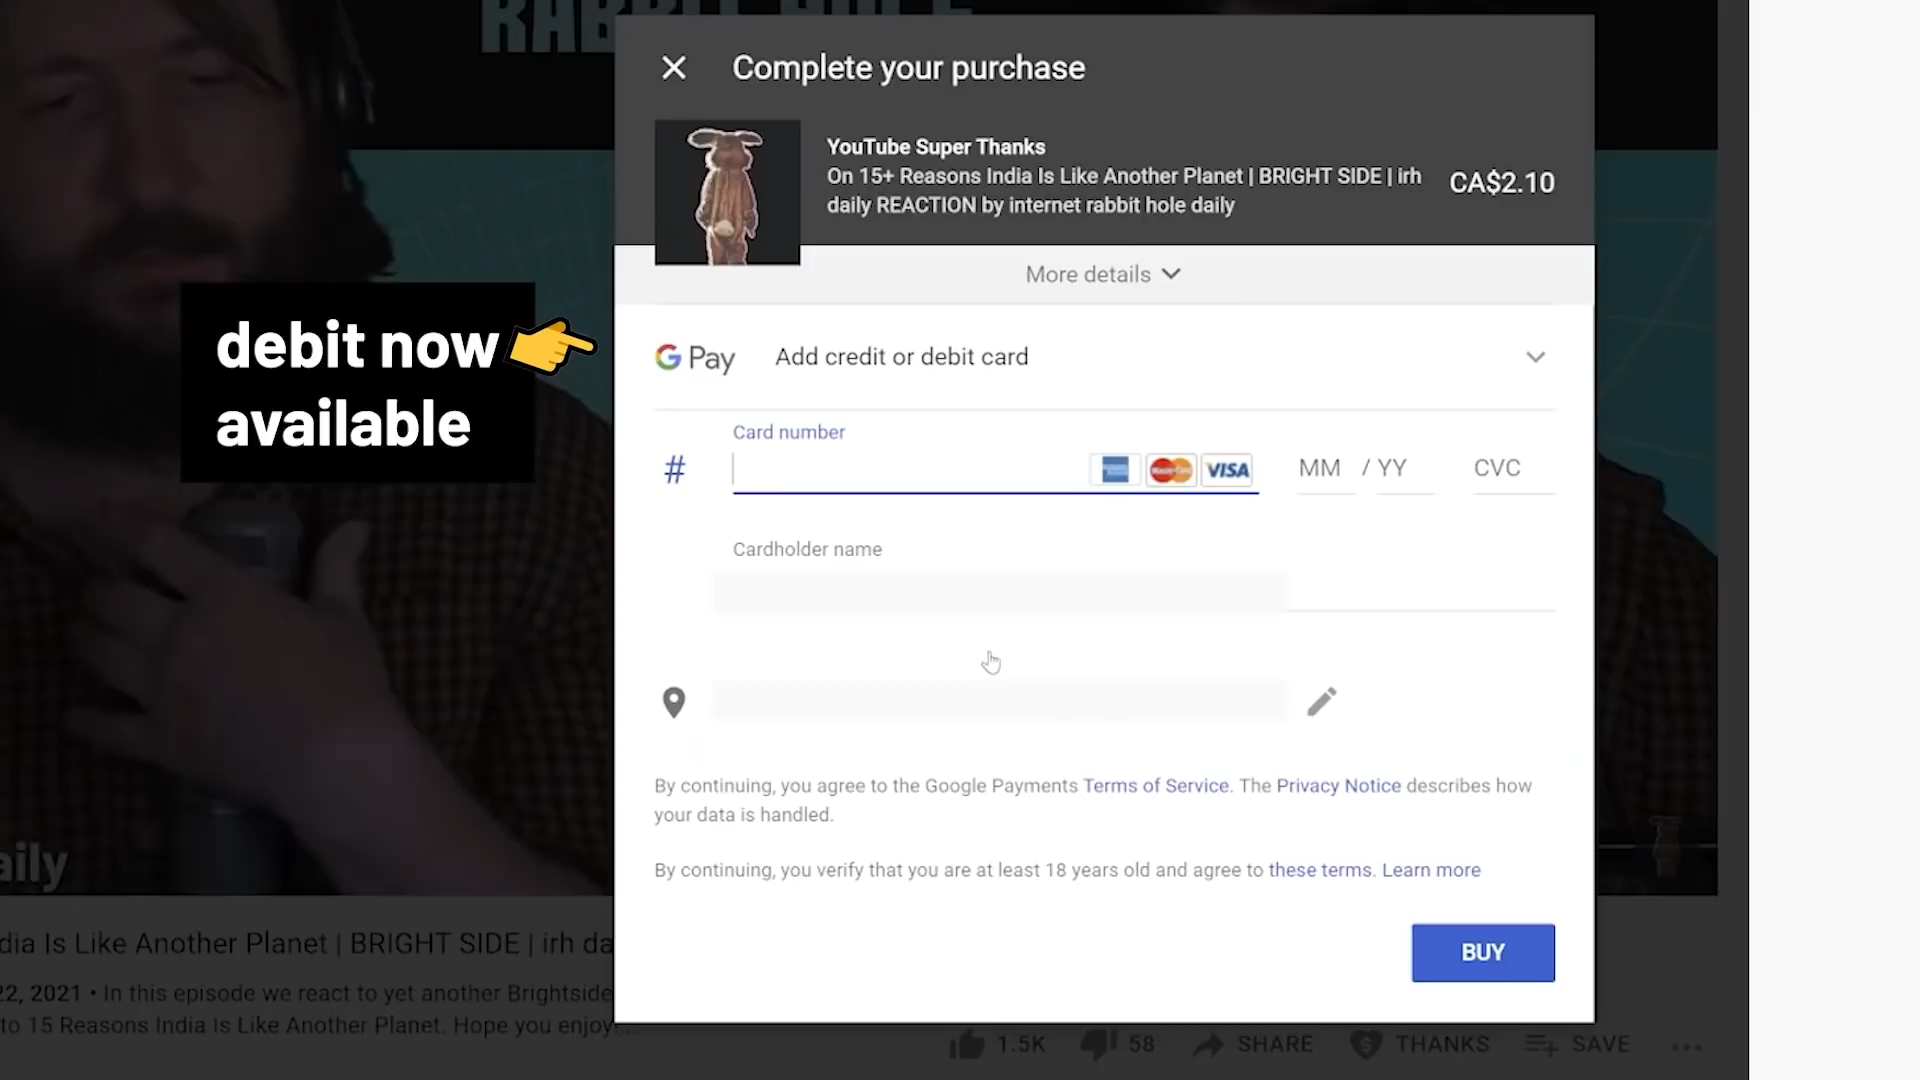 RABBIT HOLE
Complete your purchase
YouTube Super Thanks
On 15+ Reasons India Is Like Another Planet | BRIGHT SIDE | irh
daily REACTION by internet rabbit hole daily
CA$2.10
More details
debit now
available
G Pay
Add credit or debit card
Card number
#
VISA
MM / YY
CVC
Cardholder name
By continuing, you agree to the Google Payments Terms of Service. The Privacy Notice describes how
your data is handled.
By continuing, you verify that you are at least 18 years old and agree to these terms. Learn more
BUY
aily
dia Is Like Another Planet | BRIGHT SIDE | irh da
22, 2021 • In this episode we react to yet another Brightside
to 15 Reasons India Is Like Another Planet. Hope you enjoy!...
1.5K
58
SHARE
THANKS
SAVE